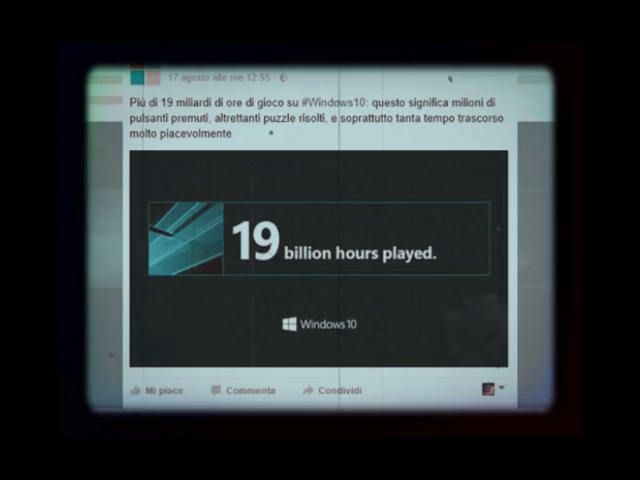 17 agosto alle ore 12:55 ·
Più di 19 miliardi di ore di gioco su #Windows10: questo significa milioni di
pulsanti premuti, altrettanti puzzle risolti, e soprattutto tanta tempo trascorso
molto piacevolmente
19 billion hours played.
Windows 10
Mi piace Commenta Condividi